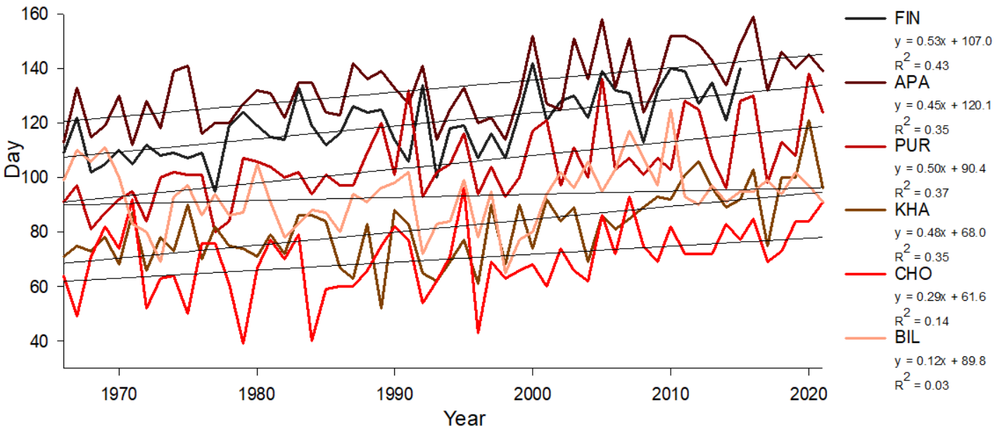 Day
160
140
120
100
80
60
40
1970
1980
1990
2000
2010
2020
Year
FIN
y = 0.53x + 107.0
R² = 0.43
APA
y = 0.45x + 120.1
R² = 0.35
PUR
y = 0.50x + 90.4
R² = 0.37
KHA
y = 0.48x + 68.0
R² = 0.35
CHO
y = 0.29x + 61.6
R² = 0.14
BIL
y = 0.12x + 89.8
R² = 0.03